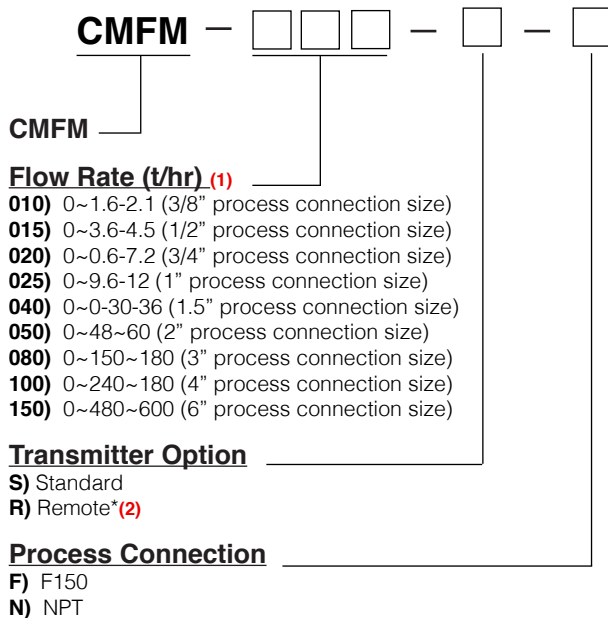 CMFM – □□□ – □ – □
CMFM
Flow Rate (t/hr) (1)
010) 0~1.6-2.1 (3/8” process connection size)
015) 0~3.6-4.5 (1/2” process connection size)
020) 0~0.6-7.2 (3/4” process connection size)
025) 0~9.6-12 (1” process connection size)
040) 0~0-30-36 (1.5” process connection size)
050) 0~48~60 (2” process connection size)
080) 0~150~180 (3” process connection size)
100) 0~240~180 (4” process connection size)
150) 0~480~600 (6” process connection size)
Transmitter Option
S) Standard
R) Remote*(2)
Process Connection
F) F150
N) NPT